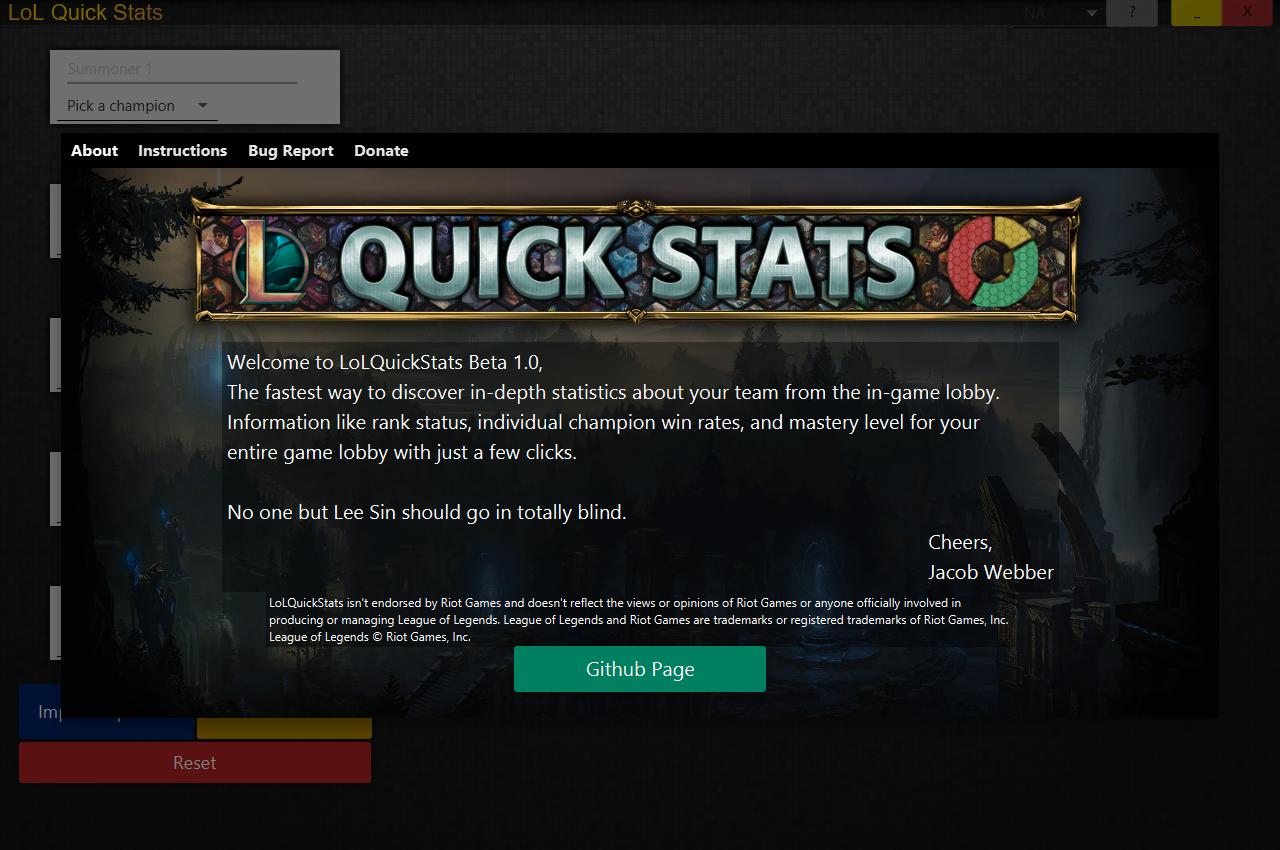 LoL Quick Stats
NA
?
_
X
Summoner 1
Pick a champion
About Instructions Bug Report Donate
L QUICK STATS
Welcome to LoLQuickStats Beta 1.0,
The fastest way to discover in-depth statistics about your team from the in-game lobby.
Information like rank status, individual champion win rates, and mastery level for your
entire game lobby with just a few clicks.
No one but Lee Sin should go in totally blind.
Cheers,
Jacob Webber
LoLQuickStats isn't endorsed by Riot Games and doesn't reflect the views or opinions of Riot Games or anyone officially involved in
producing or managing League of Legends. League of Legends and Riot Games are trademarks or registered trademarks of Riot Games, Inc.
League of Legends © Riot Games, Inc.
Github Page
Reset